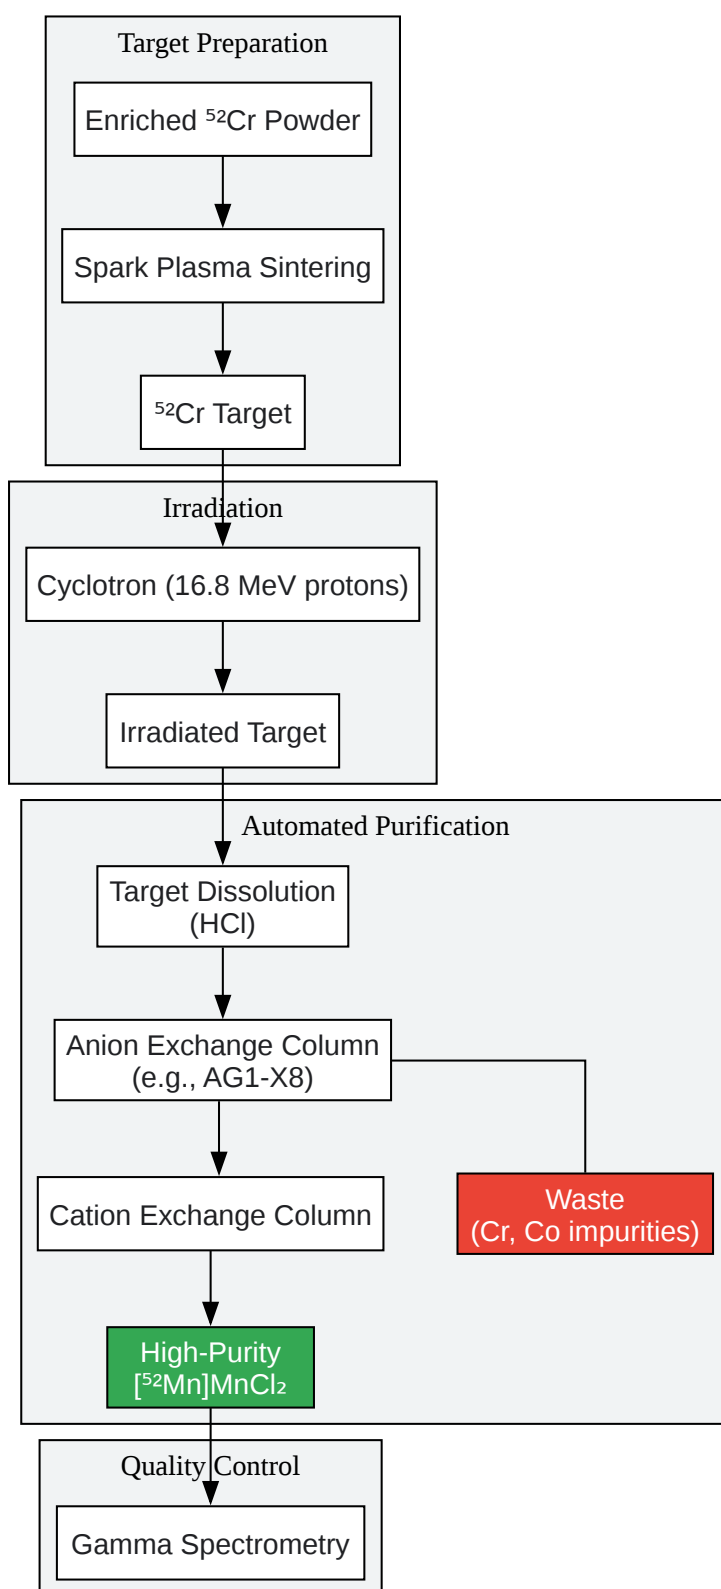 Target Preparation
Enriched ⁵²Cr Powder
Spark Plasma Sintering
⁵²Cr Target
Irradiation
Cyclotron (16.8 MeV protons)
Irradiated Target
Automated Purification
Target Dissolution
(HCl)
Anion Exchange Column
(e.g., AG1-X8)
Cation Exchange Column
Waste
(Cr, Co impurities)
High-Purity
[⁵²Mn]MnCl₂
Quality Control
Gamma Spectrometry